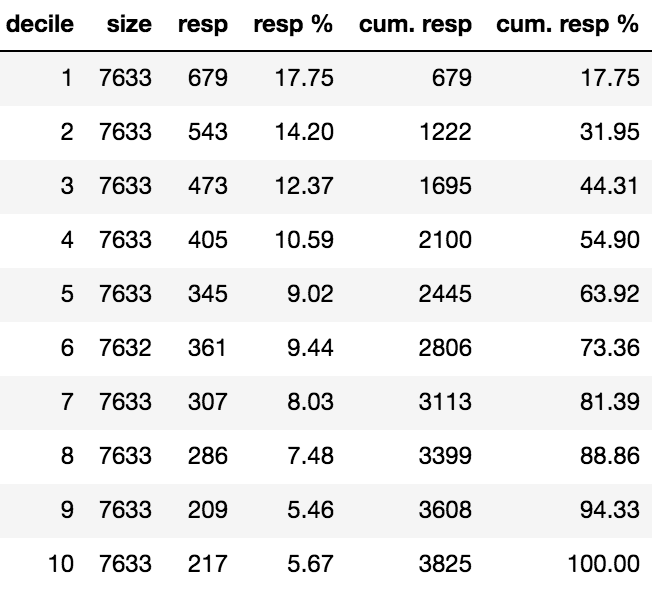 decile size resp resp % cum. resp cum. resp %
1 7633 679 17.75 679 17.75
2 7633 543 14.20 1222 31.95
3 7633 473 12.37 1695 44.31
4 7633 405 10.59 2100 54.90
5 7633 345 9.02 2445 63.92
6 7632 361 9.44 2806 73.36
7 7633 307 8.03 3113 81.39
8 7633 286 7.48 3399 88.86
9 7633 209 5.46 3608 94.33
10 7633 217 5.67 3825 100.00